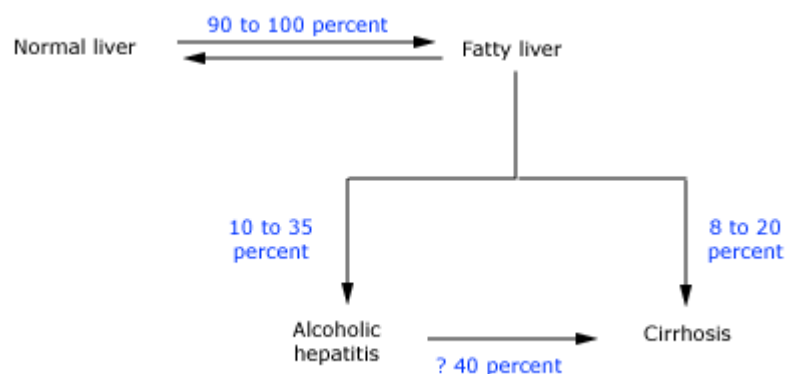 90 to 100 percent
Normal liver
Fatty liver
10 to 35
percent
8 to 20
percent
Alcoholic
hepatitis
Cirrhosis
? 40 percent